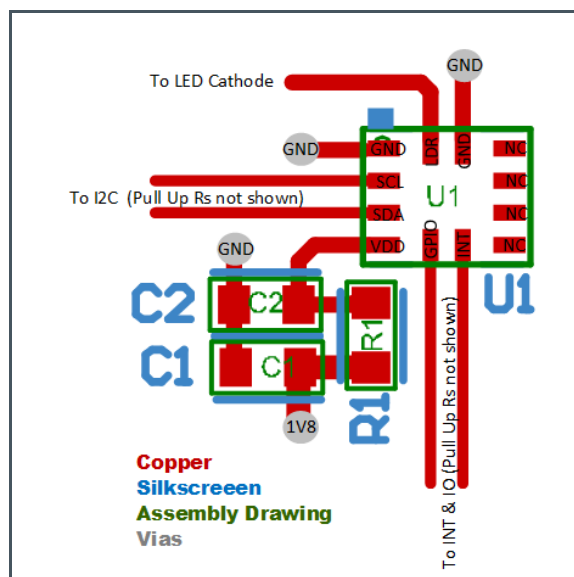 GND
To LED Cathode
GND
GND
LDR
GND
NC
SCL
NC
To I2C (Pull Up Rs not shown)
U1
SDA
NC
VDD
GPIO
INT
NC
GND
U1
C2
C2
R1
C1
C1
R1
1V8
To INT & IO (Pull Up Rs not shown)
Copper
Silkscreeen
Assembly Drawing
Vias